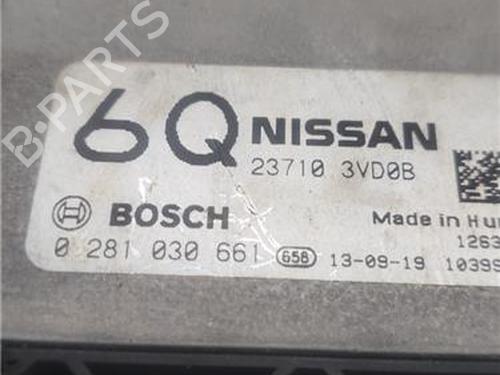 6Q NISSAN
23710 3VD0B
BOSCH
Made in Hu
0 281 030 661 658 13-09-19 10399
1263
B-PARTS